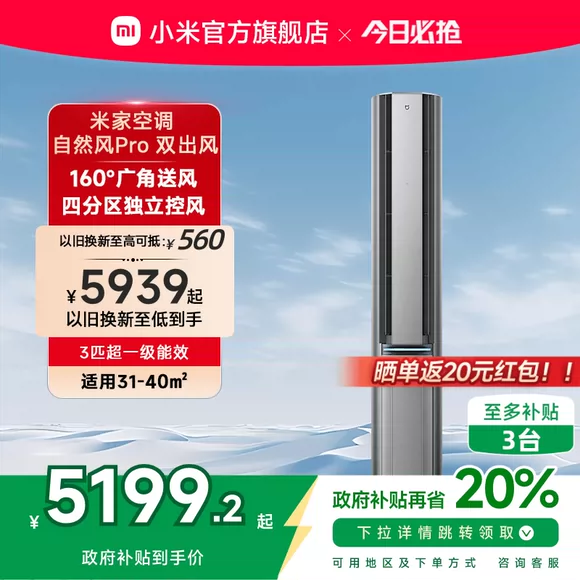 小米官方旗舰店 × 今日必抢
米家空调
自然风Pro 双出风
160°广角送风
四分区独立控风
以旧换新至高可抵:¥560
¥5939起
以旧换新至低到手
3匹超一级能效
适用31-40m²
晒单返20元红包！！
至多补贴
3台
¥5199.2起
政府补贴到手价
政府补贴再省20%
下拉详情跳转领取
可用地区及下单方式 咨询客服